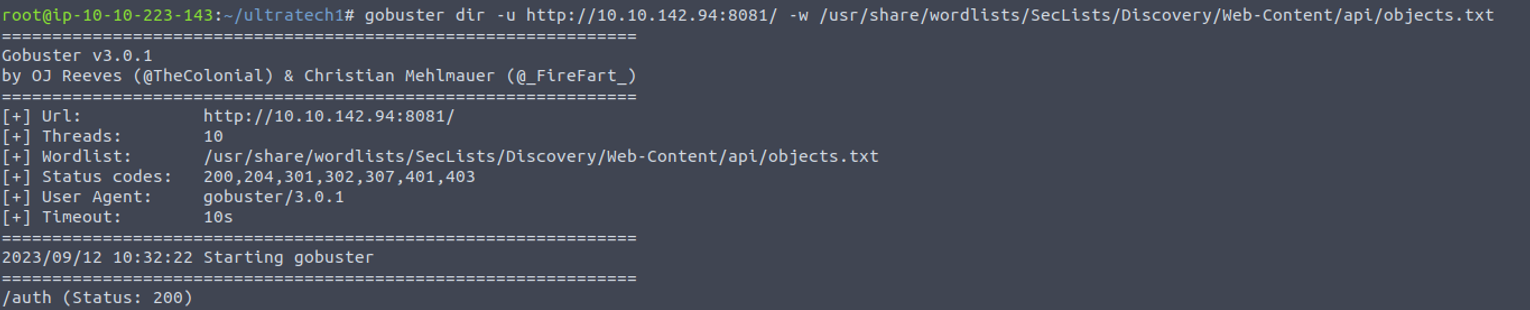 root@ip-10-10-223-143:~/ultratech1# gobuster dir -u http://10.10.142.94:8081/ -w /usr/share/wordlists/SecLists/Discovery/Web-Content/api/objects.txt
===============================================================
Gobuster v3.0.1
by OJ Reeves (@TheColonial) & Christian Mehlmauer (@_FireFart_)
===============================================================
[+] Url:            http://10.10.142.94:8081/
[+] Threads:        10
[+] Wordlist:       /usr/share/wordlists/SecLists/Discovery/Web-Content/api/objects.txt
[+] Status codes:   200,204,301,302,307,401,403
[+] User Agent:     gobuster/3.0.1
[+] Timeout:        10s
===============================================================
2023/09/12 10:32:22 Starting gobuster
===============================================================
/auth (Status: 200)